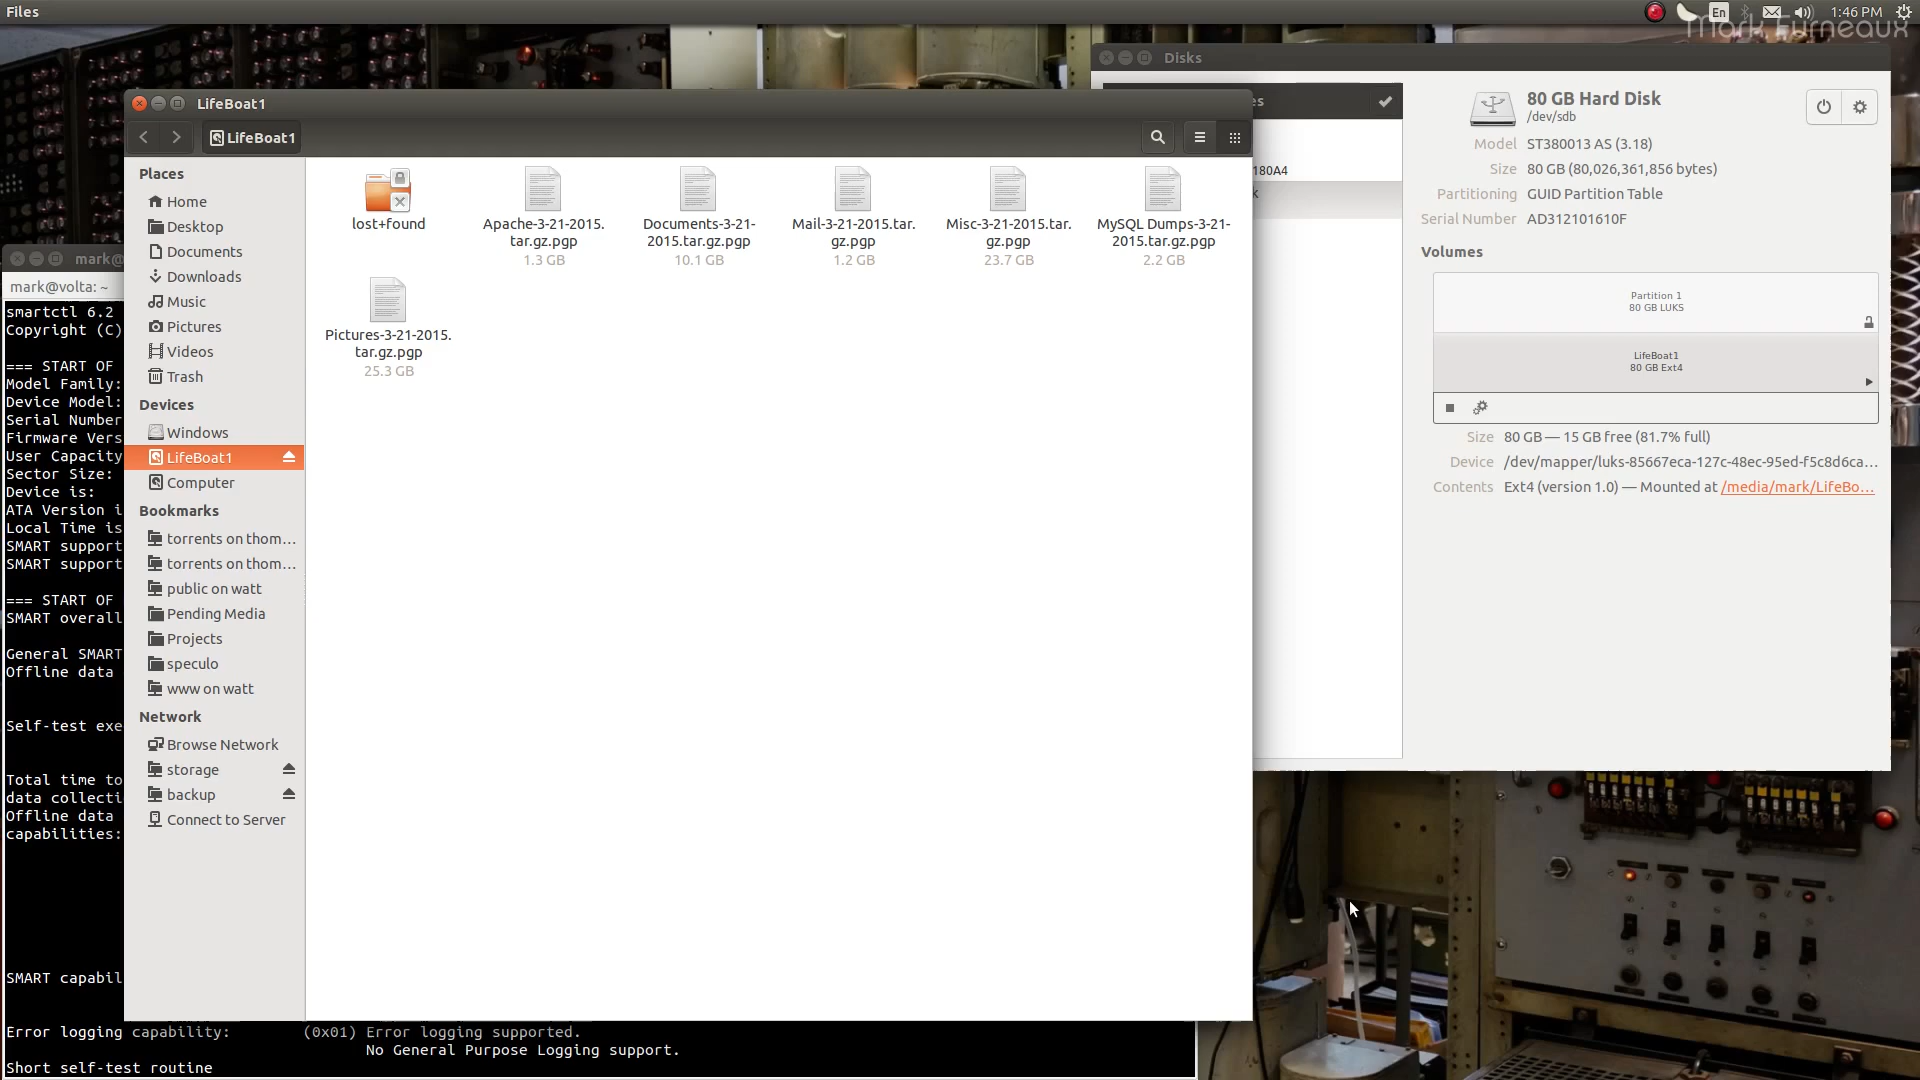 Files
En
1:46 PM
Mark Furneaux
Disks
LifeBoat1
LifeBoat1
Places
Home
Desktop
Documents
Downloads
Music
Pictures
Videos
Trash
Devices
Windows
LifeBoat1
Computer
Bookmarks
torrents on thom…
torrents on thom…
public on watt
Pending Media
Projects
speculo
www on watt
Network
Browse Network
storage
backup
Connect to Server
lost+found
Apache-3-21-2015.
tar.gz.pgp
1.3 GB
Documents-3-21-
2015.tar.gz.pgp
10.1 GB
Mail-3-21-2015.tar.
gz.pgp
1.2 GB
Misc-3-21-2015.tar.
gz.pgp
23.7 GB
MySQL Dumps-3-21-
2015.tar.gz.pgp
2.2 GB
Pictures-3-21-2015.
tar.gz.pgp
25.3 GB
es
180A4
k
80 GB Hard Disk
/dev/sdb
Model ST380013 AS (3.18)
Size 80 GB (80,026,361,856 bytes)
Partitioning GUID Partition Table
Serial Number AD312101610F
Volumes
Partition 1
80 GB LUKS
LifeBoat1
80 GB Ext4
Size 80 GB — 15 GB free (81.7% full)
Device /dev/mapper/luks-85667eca-127c-48ec-95ed-f5c8d6ca…
Contents Ext4 (version 1.0) — Mounted at /media/mark/LifeBo…
mark@
mark@volta: ~
smartctl 6.2
Copyright (C)
=== START OF
Model Family:
Device Model:
Serial Number
Firmware Vers
User Capacity
Sector Size:
Device is:
ATA Version i
Local Time is
SMART support
SMART support
=== START OF
SMART overall
General SMART
Offline data
Self-test exe
Total time to
data collecti
Offline data
capabilities:
SMART capabil
Error logging capability: (0x01) Error logging supported.
No General Purpose Logging support.
Short self-test routine